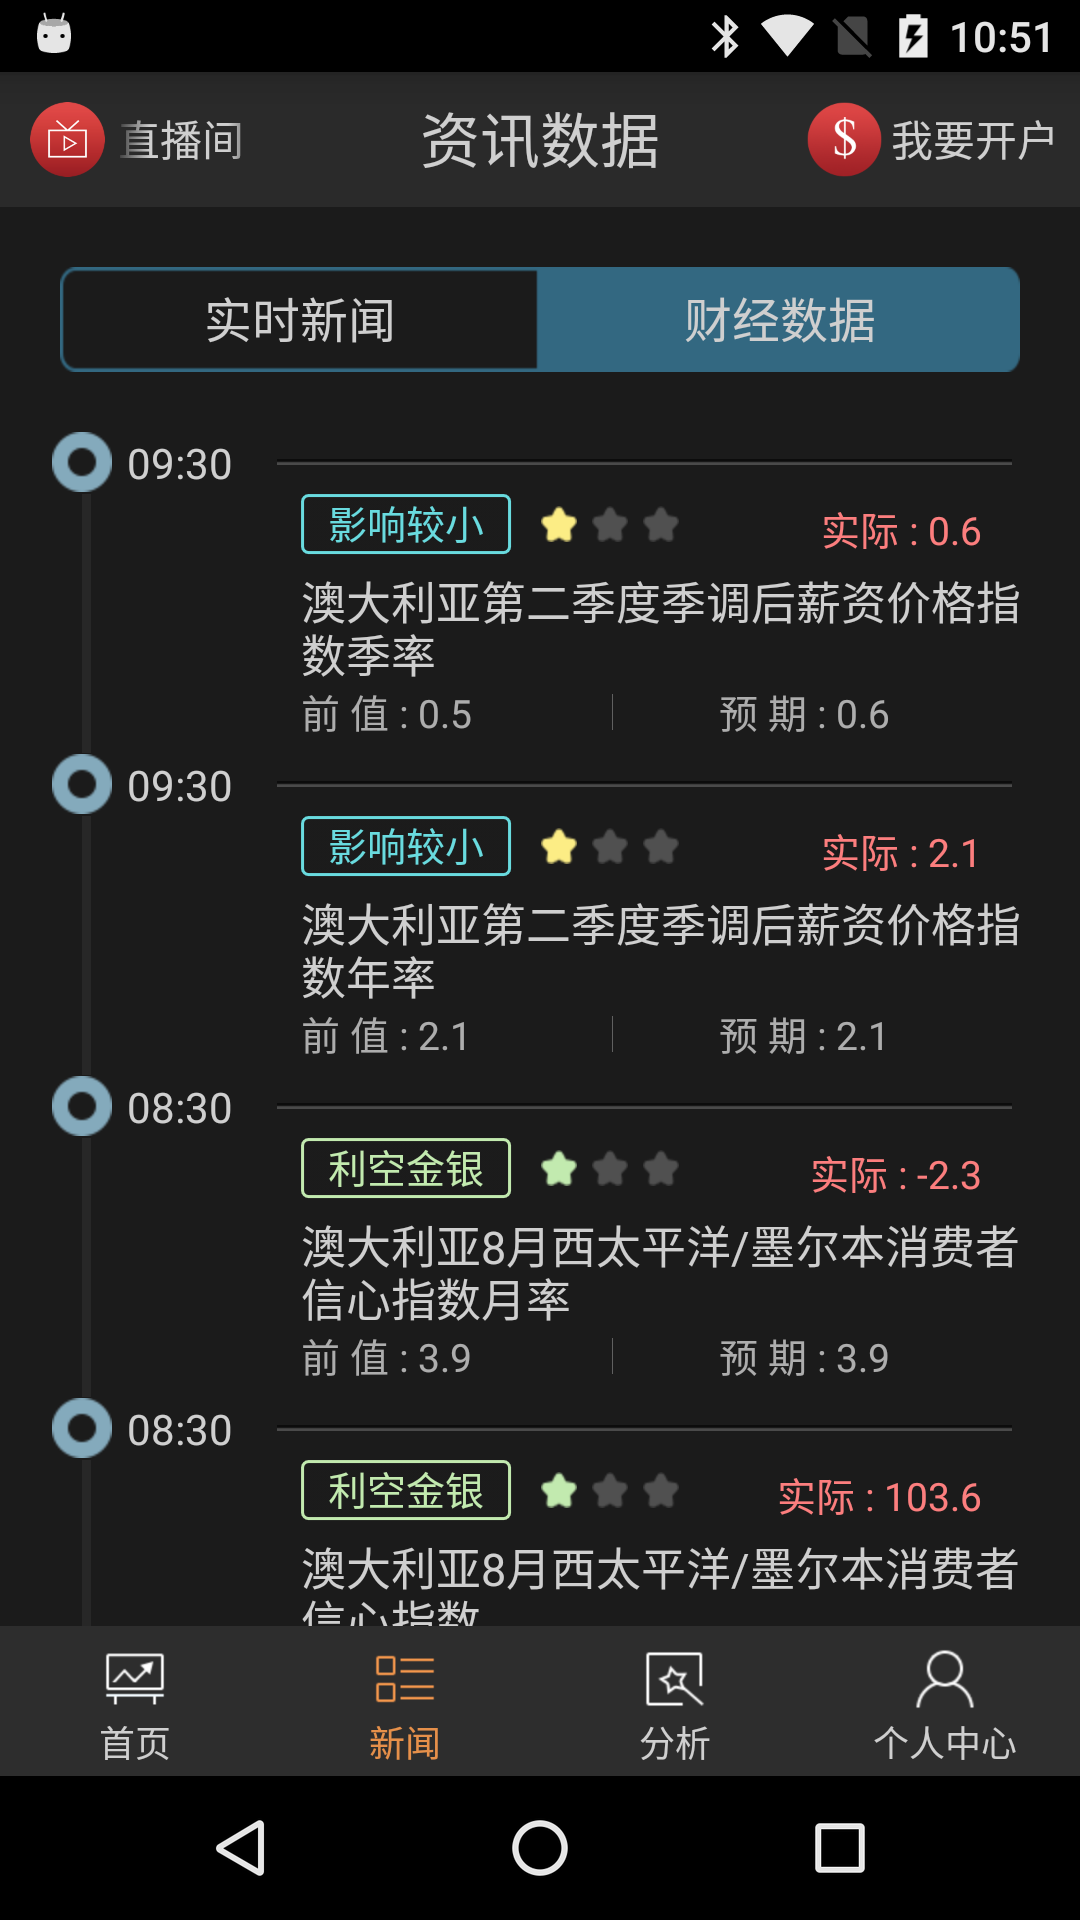 10:51
直播间
资讯数据
$ 我要开户
实时新闻
财经数据
09:30
影响较小
实际 : 0.6
澳大利亚第二季度季调后薪资价格指
数季率
前 值 : 0.5
预 期 : 0.6
09:30
影响较小
实际 : 2.1
澳大利亚第二季度季调后薪资价格指
数年率
前 值 : 2.1
预 期 : 2.1
08:30
利空金银
实际 : -2.3
澳大利亚8月西太平洋/墨尔本消费者
信心指数月率
前 值 : 3.9
预 期 : 3.9
08:30
利空金银
实际 : 103.6
澳大利亚8月西太平洋/墨尔本消费者
信心指数
首页
新闻
分析
个人中心